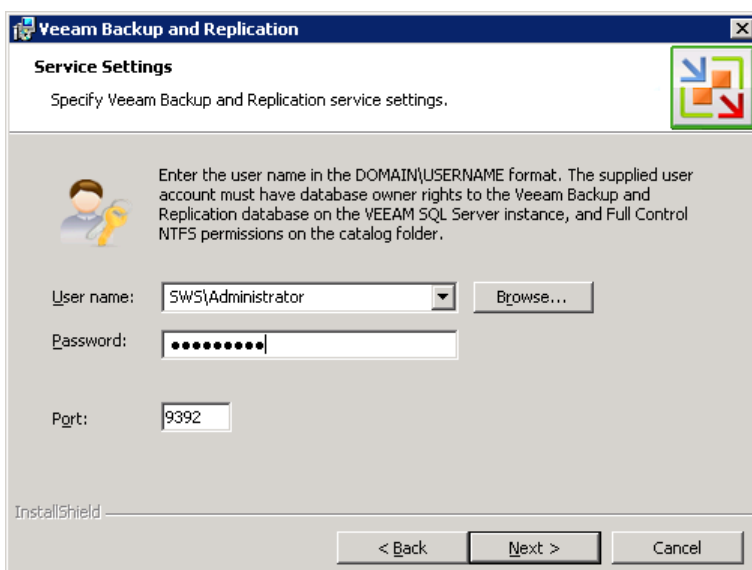 Veeam Backup and Replication
Service Settings
Specify Veeam Backup and Replication service settings.
Enter the user name in the DOMAIN\USERNAME format. The supplied user
account must have database owner rights to the Veeam Backup and
Replication database on the VEEAM SQL Server instance, and Full Control
NTFS permissions on the catalog folder.
User name: SWS\Administrator Browse...
Password: ●●●●●●●●●
Port: 9392
InstallShield
< Back Next > Cancel